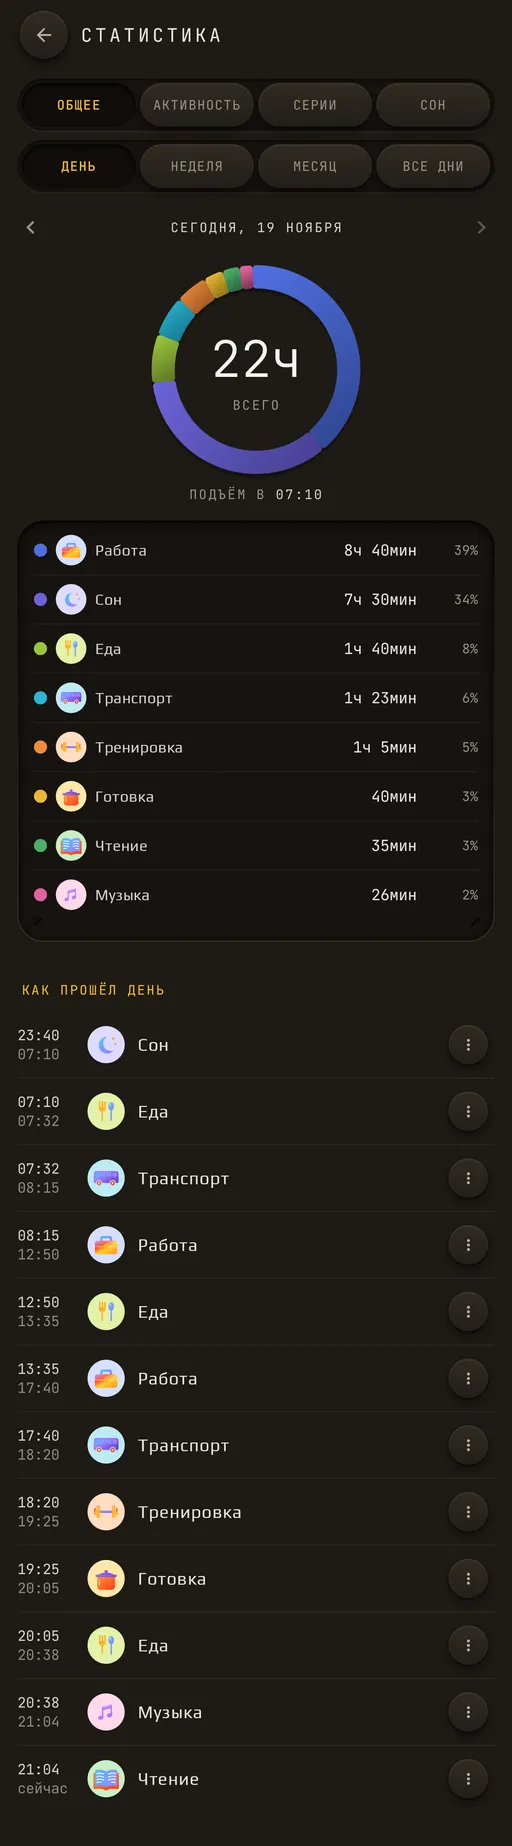 СТАТИСТИКА
ОБЩЕЕ АКТИВНОСТЬ СЕРИИ СОН
ДЕНЬ НЕДЕЛЯ МЕСЯЦ ВСЕ ДНИ
СЕГОДНЯ, 19 НОЯБРЯ
22ч
ВСЕГО
ПОДЪЁМ В 07:10
Работа 8ч 40мин 39%
Сон 7ч 30мин 34%
Еда 1ч 40мин 8%
Транспорт 1ч 23мин 6%
Тренировка 1ч 5мин 5%
Готовка 40мин 3%
Чтение 35мин 3%
Музыка 26мин 2%
КАК ПРОШЁЛ ДЕНЬ
23:40
07:10
Сон
07:10
07:32
Еда
07:32
08:15
Транспорт
08:15
12:50
Работа
12:50
13:35
Еда
13:35
17:40
Работа
17:40
18:20
Транспорт
18:20
19:25
Тренировка
19:25
20:05
Готовка
20:05
20:38
Еда
20:38
21:04
Музыка
21:04
сейчас
Чтение